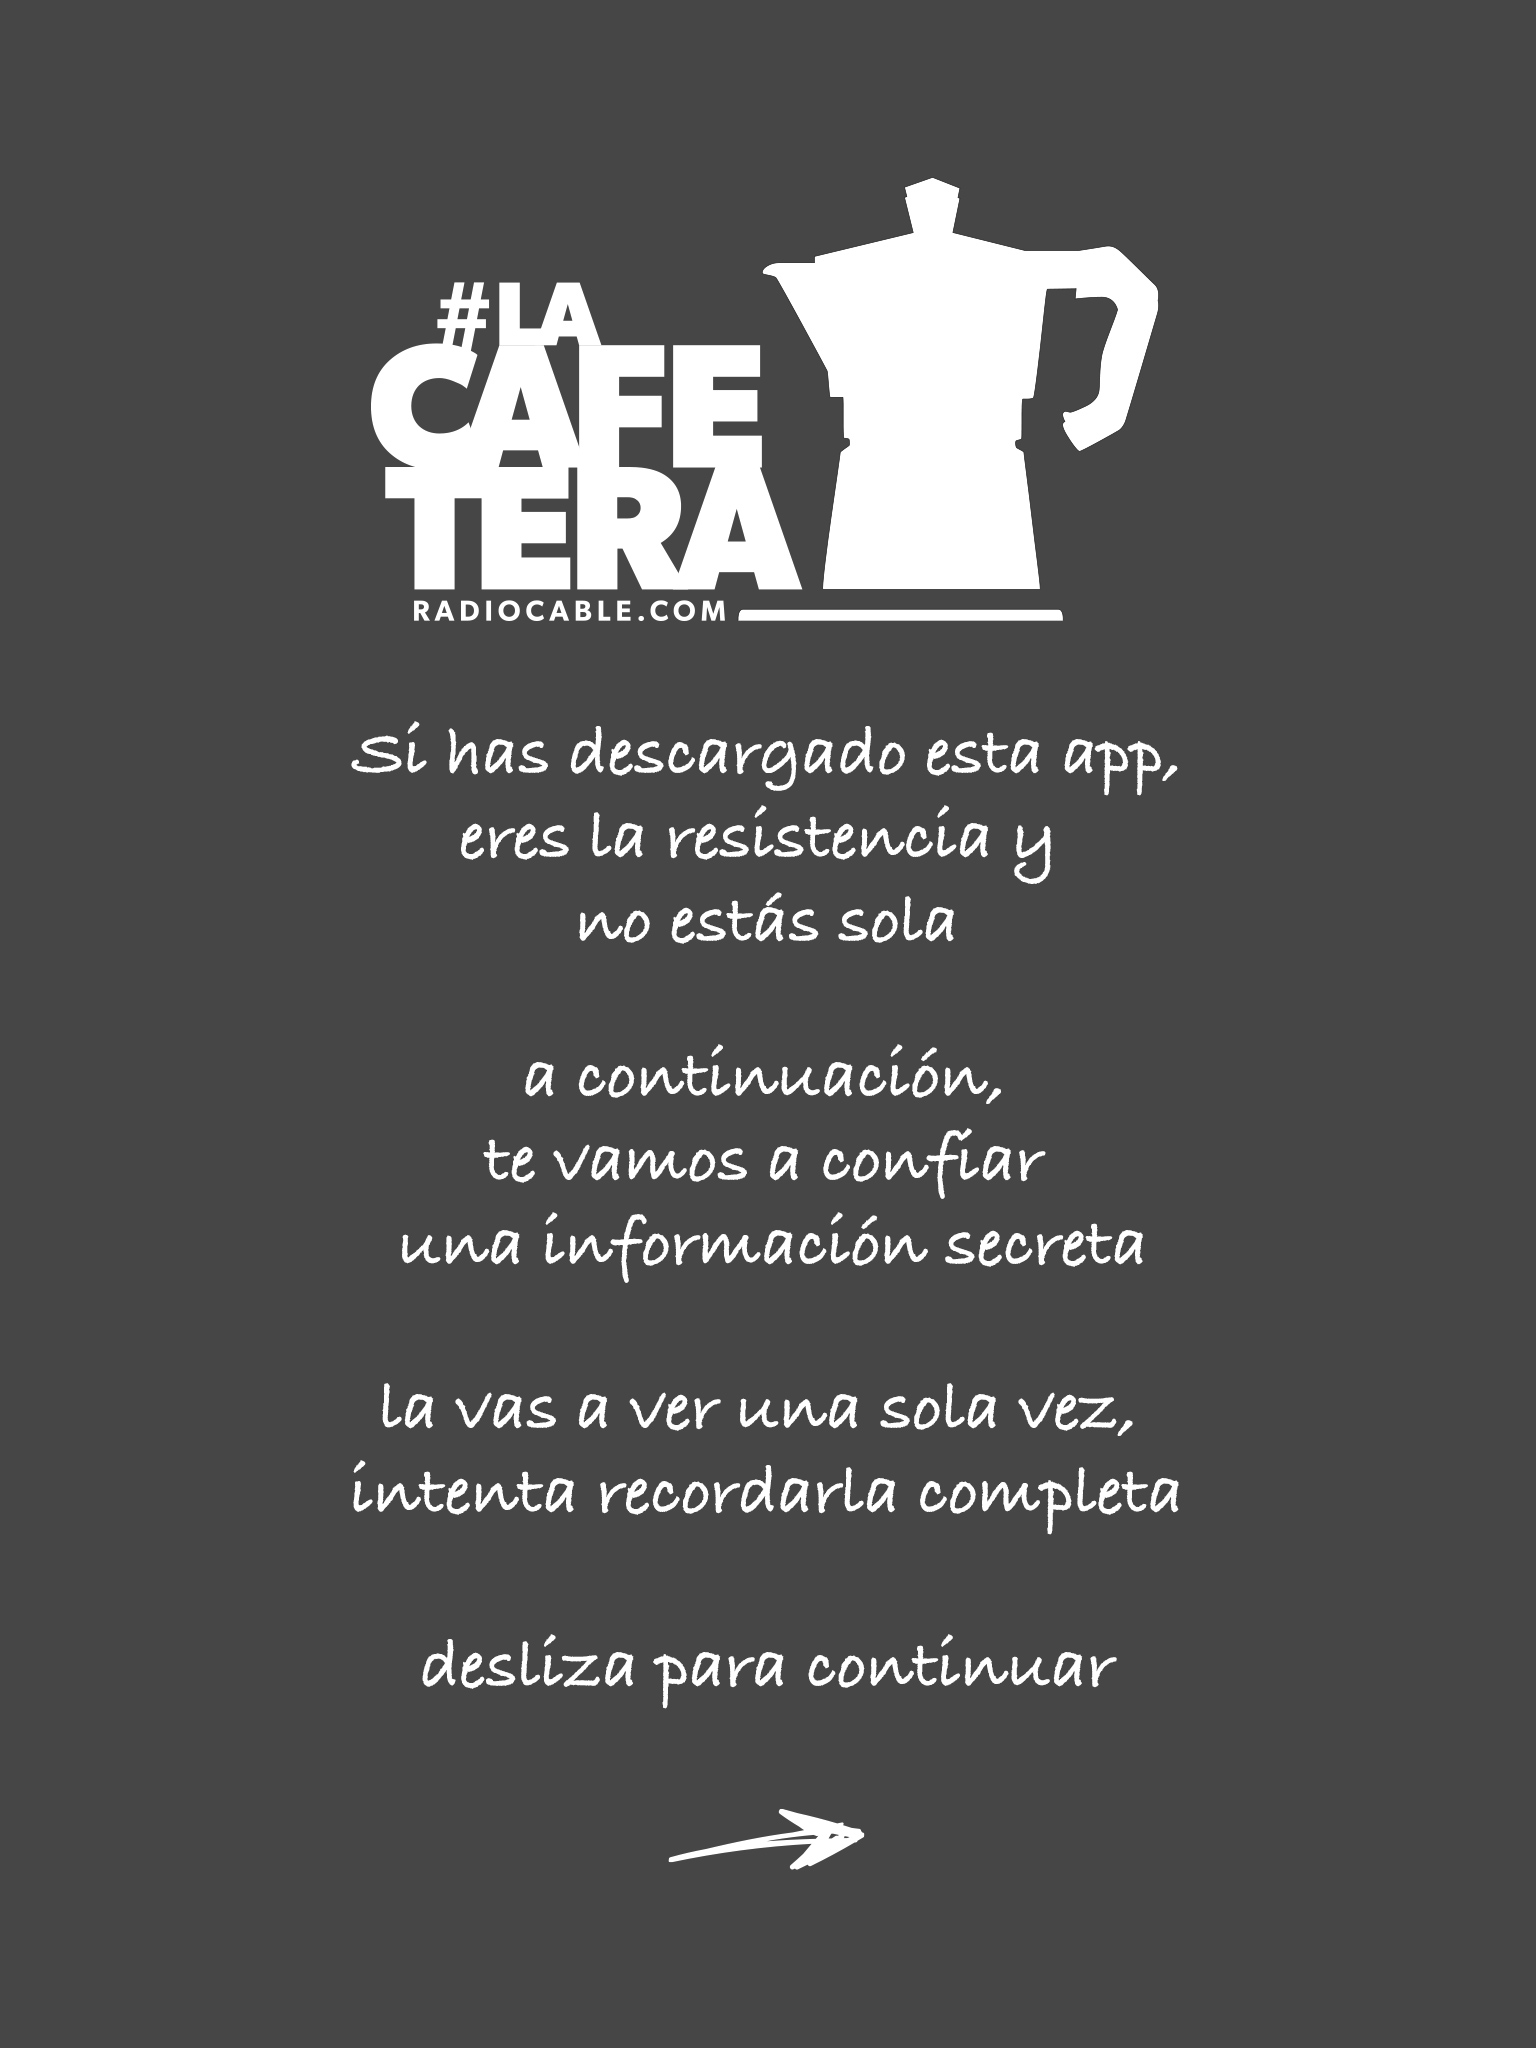 #LA
CAFE
TERA
RADIOCABLE.COM
Si has descargado esta app,
eres la resistencia y
no estás sola
a continuación,
te vamos a confiar
una información secreta
la vas a ver una sola vez,
intenta recordarla completa
desliza para continuar